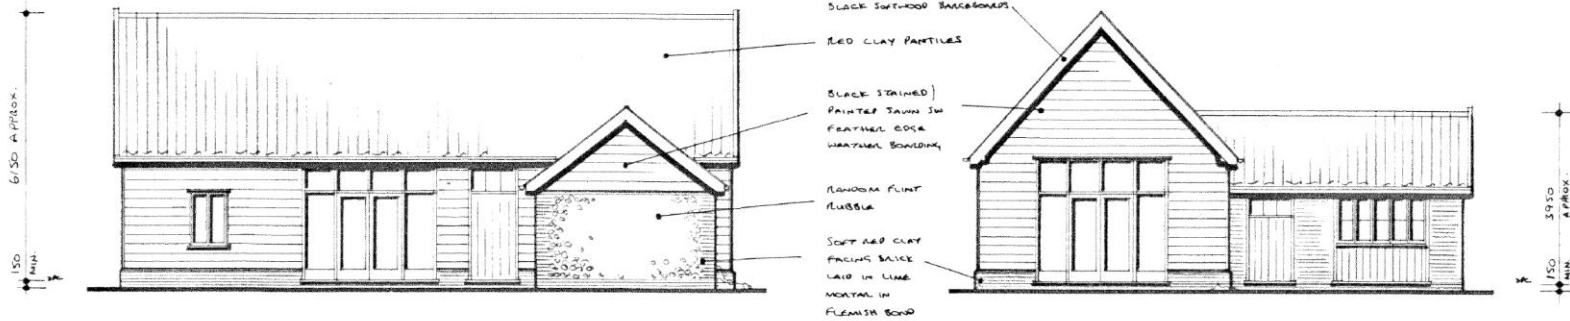 BLACK SOFTWOOD BARGEBOARDS
RED CLAY PANTILES
BLACK STAINED/
PAINTED SAWN SW
FEATHER EDGE
WEATHER BOARDING
RANDOM FLINT
RUBBLE
SOFT RED CLAY
FACING BRICK
LAID IN LIME
MORTAR IN
FLEMISH BOND
6150 APPROX.
150
MIN.
DPC
3950
APPROX.
150
MIN.
DPC